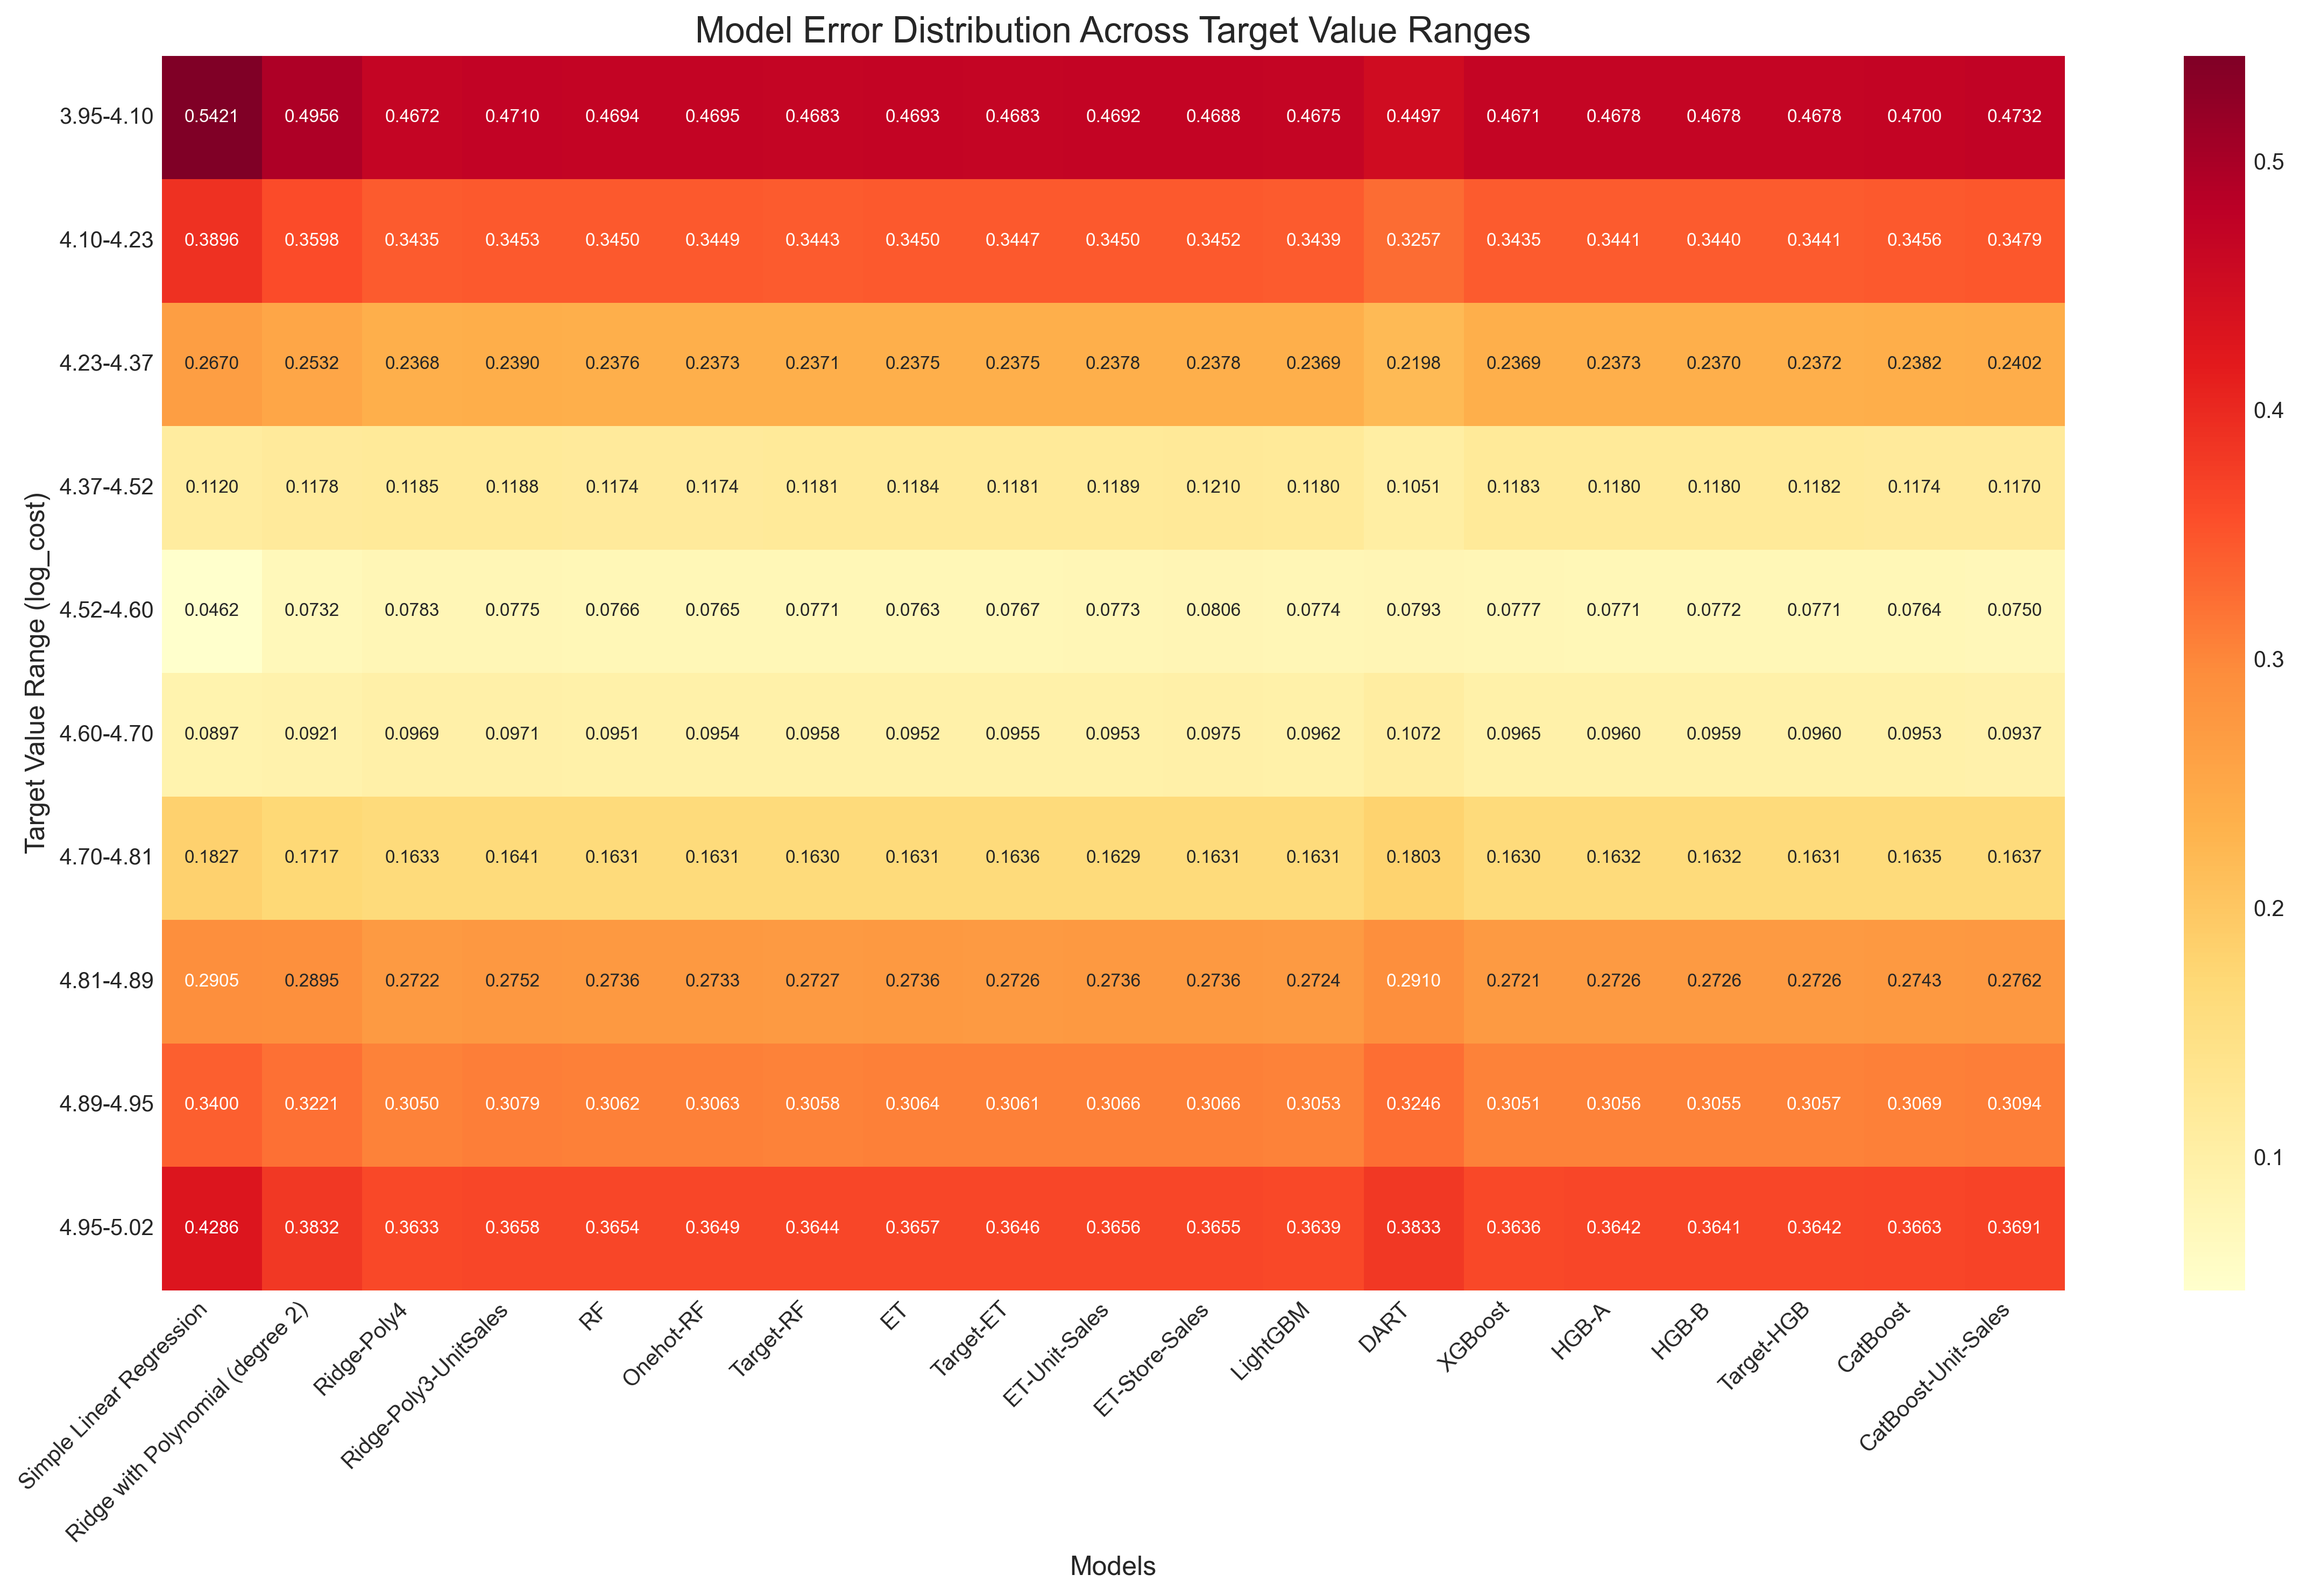 Model Error Distribution Across Target Value Ranges
Target Value Range (log_cost)
3.95-4.10 0.5421 0.4956 0.4672 0.4710 0.4694 0.4695 0.4683 0.4693 0.4683 0.4692 0.4688 0.4675 0.4497 0.4671 0.4678 0.4678 0.4678 0.4700 0.4732
4.10-4.23 0.3896 0.3598 0.3435 0.3453 0.3450 0.3449 0.3443 0.3450 0.3447 0.3450 0.3452 0.3439 0.3257 0.3435 0.3441 0.3440 0.3441 0.3456 0.3479
4.23-4.37 0.2670 0.2532 0.2368 0.2390 0.2376 0.2373 0.2371 0.2375 0.2375 0.2378 0.2378 0.2369 0.2198 0.2369 0.2373 0.2370 0.2372 0.2382 0.2402
4.37-4.52 0.1120 0.1178 0.1185 0.1188 0.1174 0.1174 0.1181 0.1184 0.1181 0.1189 0.1210 0.1180 0.1051 0.1183 0.1180 0.1180 0.1182 0.1174 0.1170
4.52-4.60 0.0462 0.0732 0.0783 0.0775 0.0766 0.0765 0.0771 0.0763 0.0767 0.0773 0.0806 0.0774 0.0793 0.0777 0.0771 0.0772 0.0771 0.0764 0.0750
4.60-4.70 0.0897 0.0921 0.0969 0.0971 0.0951 0.0954 0.0958 0.0952 0.0955 0.0953 0.0975 0.0962 0.1072 0.0965 0.0960 0.0959 0.0960 0.0953 0.0937
4.70-4.81 0.1827 0.1717 0.1633 0.1641 0.1631 0.1631 0.1630 0.1631 0.1636 0.1629 0.1631 0.1631 0.1803 0.1630 0.1632 0.1632 0.1631 0.1635 0.1637
4.81-4.89 0.2905 0.2895 0.2722 0.2752 0.2736 0.2733 0.2727 0.2736 0.2726 0.2736 0.2736 0.2724 0.2910 0.2721 0.2726 0.2726 0.2726 0.2743 0.2762
4.89-4.95 0.3400 0.3221 0.3050 0.3079 0.3062 0.3063 0.3058 0.3064 0.3061 0.3066 0.3066 0.3053 0.3246 0.3051 0.3056 0.3055 0.3057 0.3069 0.3094
4.95-5.02 0.4286 0.3832 0.3633 0.3658 0.3654 0.3649 0.3644 0.3657 0.3646 0.3656 0.3655 0.3639 0.3833 0.3636 0.3642 0.3641 0.3642 0.3663 0.3691
Simple Linear Regression
Ridge with Polynomial (degree 2)
Ridge-Poly4
Ridge-Poly3-UnitSales
RF
Onehot-RF
Target-RF
ET
Target-ET
ET-Unit-Sales
ET-Store-Sales
LightGBM
DART
XGBoost
HGB-A
HGB-B
Target-HGB
CatBoost
CatBoost-Unit-Sales
Models
0.5
0.4
0.3
0.2
0.1